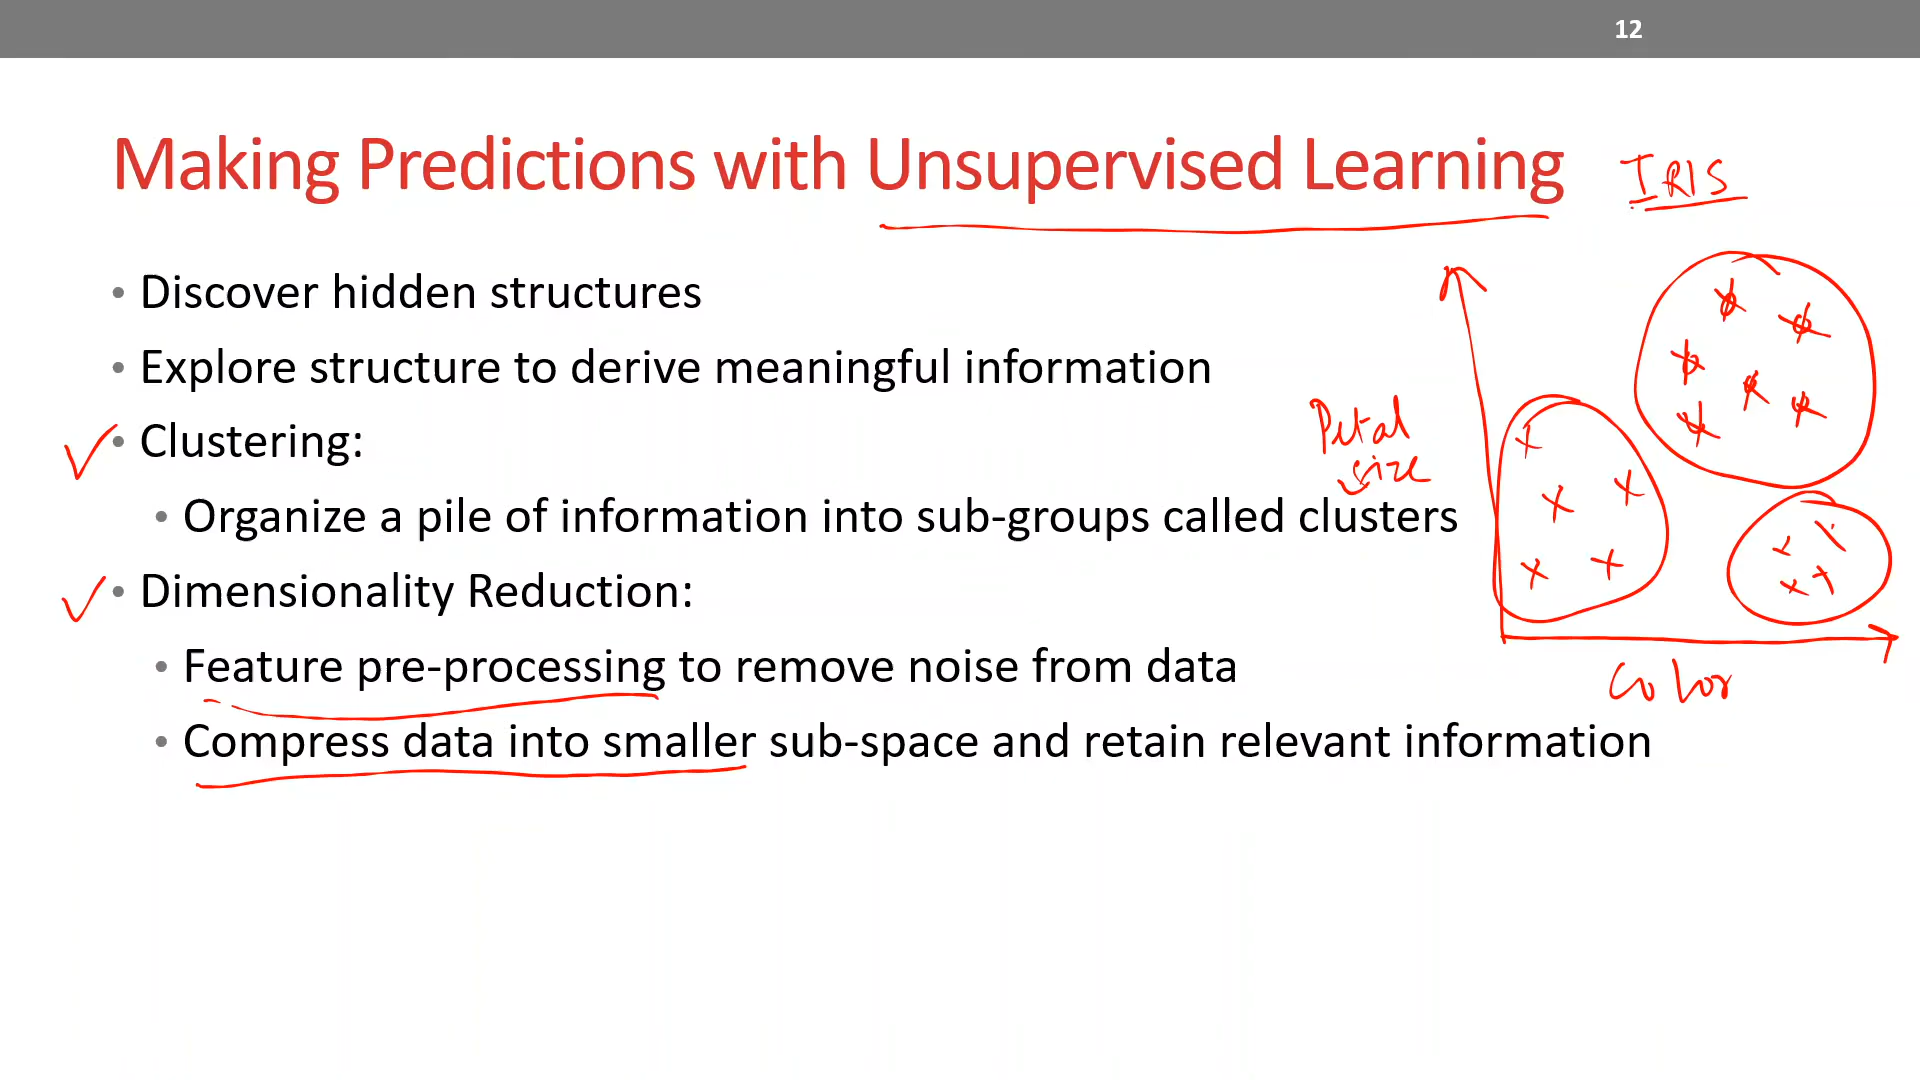 12
Making Predictions with Unsupervised Learning
IRIS
• Discover hidden structures
• Explore structure to derive meaningful information
• Clustering:
• Organize a pile of information into sub-groups called clusters
• Dimensionality Reduction:
• Feature pre-processing to remove noise from data
• Compress data into smaller sub-space and retain relevant information
Petal
size
Color